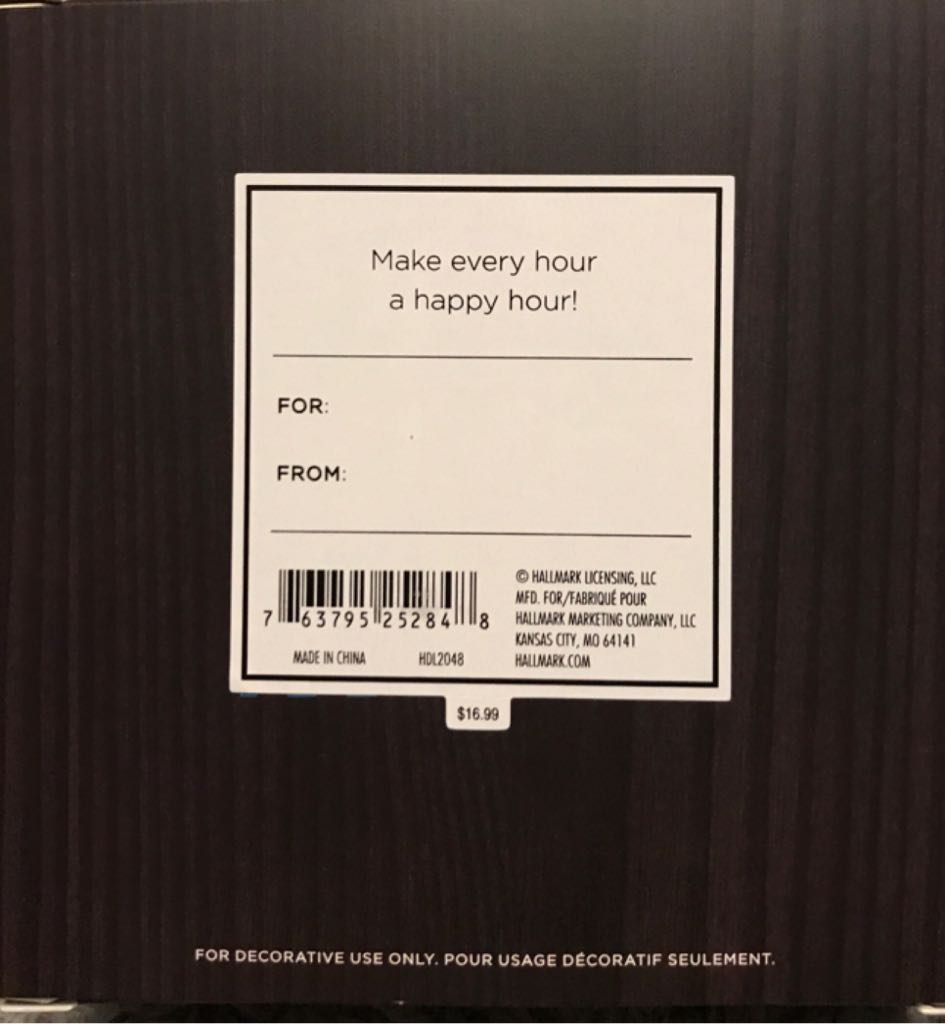 Make every hour
a happy hour!
FOR:
FROM:
7 63795 25284 8
MADE IN CHINA HDL2048
© HALLMARK LICENSING, LLC
MFD. FOR/FABRIQUÉ POUR
HALLMARK MARKETING COMPANY, LLC
KANSAS CITY, MO 64141
HALLMARK.COM
$16.99
FOR DECORATIVE USE ONLY. POUR USAGE DÉCORATIF SEULEMENT.